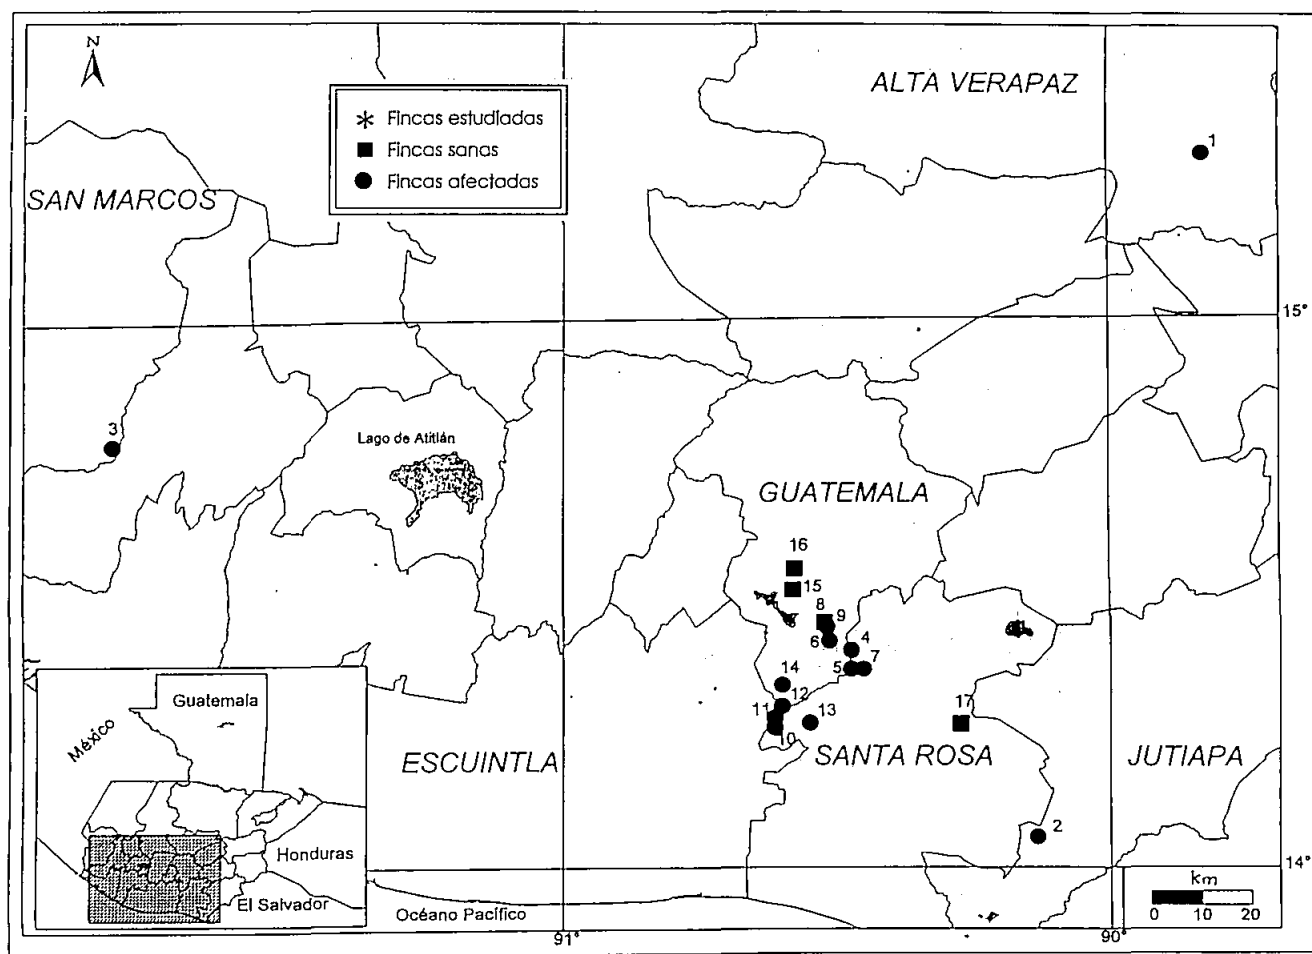 N
ALTA VERAPAZ
Fincas estudiadas
Fincas sanas
Fincas afectadas
1
SAN MARCOS
15°
3
Lago de Atitlán
GUATEMALA
16
15
8
9
6
4
5
7
14
12
11
13
10
17
ESCUINTLA
SANTA ROSA
JUTIAPA
2
México
Guatemala
Honduras
El Salvador
Océano Pacífico
14°
km
0 10 20
91°
90°